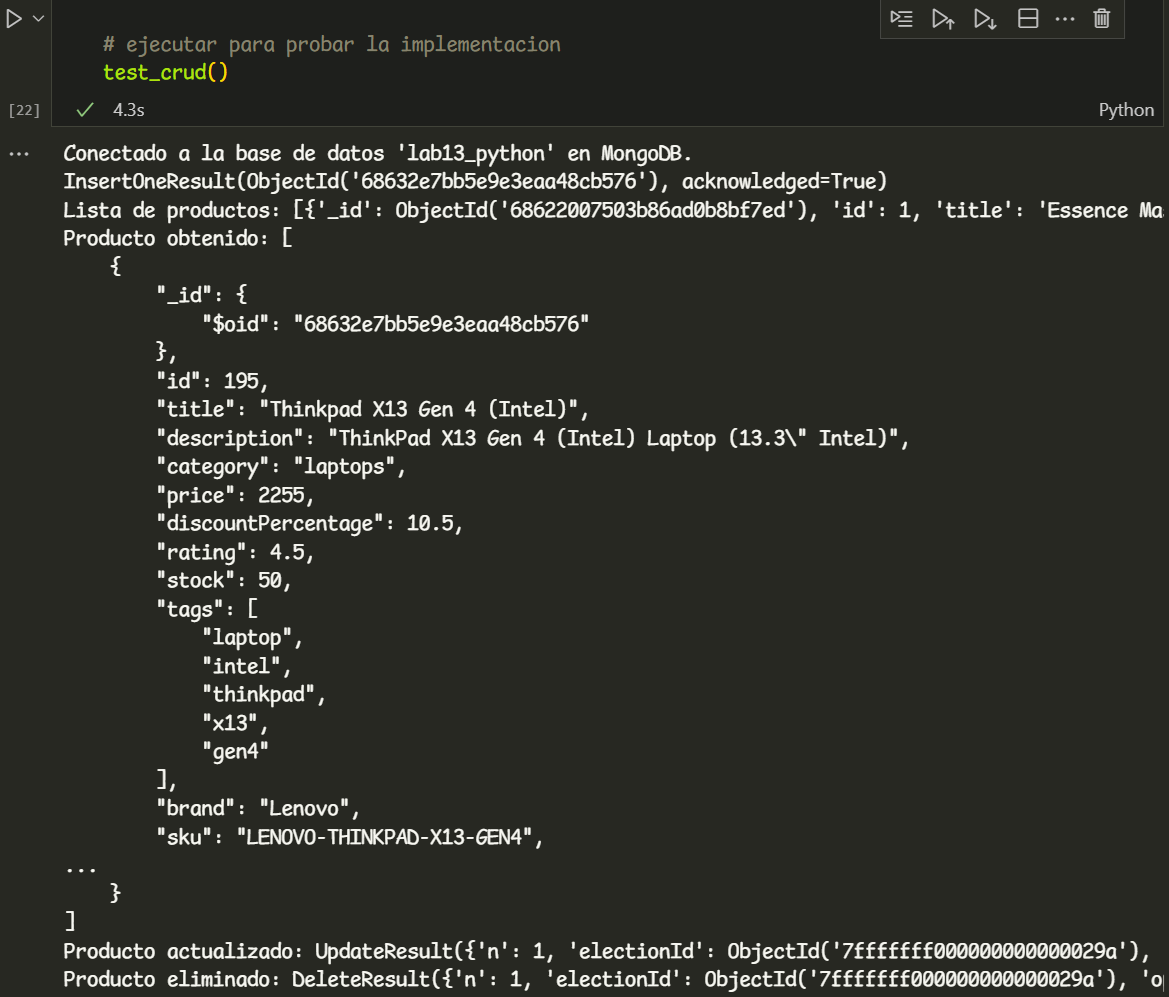 # ejecutar para probar la implementacion
test_crud()
[22]
4.3s
Python
...
Conectado a la base de datos 'lab13_python' en MongoDB.
InsertOneResult(ObjectId('68632e7bb5e9e3eaa48cb576'), acknowledged=True)
Lista de productos: [{'_id': ObjectId('68622007503b86ad0b8bf7ed'), 'id': 1, 'title': 'Essence Ma
Producto obtenido: [
    {
        "_id": {
            "$oid": "68632e7bb5e9e3eaa48cb576"
        },
        "id": 195,
        "title": "Thinkpad X13 Gen 4 (Intel)",
        "description": "ThinkPad X13 Gen 4 (Intel) Laptop (13.3\" Intel)",
        "category": "laptops",
        "price": 2255,
        "discountPercentage": 10.5,
        "rating": 4.5,
        "stock": 50,
        "tags": [
            "laptop",
            "intel",
            "thinkpad",
            "x13",
            "gen4"
        ],
        "brand": "Lenovo",
        "sku": "LENOVO-THINKPAD-X13-GEN4",
...
    }
]
Producto actualizado: UpdateResult({'n': 1, 'electionId': ObjectId('7fffffff000000000000029a'),
Producto eliminado: DeleteResult({'n': 1, 'electionId': ObjectId('7fffffff000000000000029a'), 'o